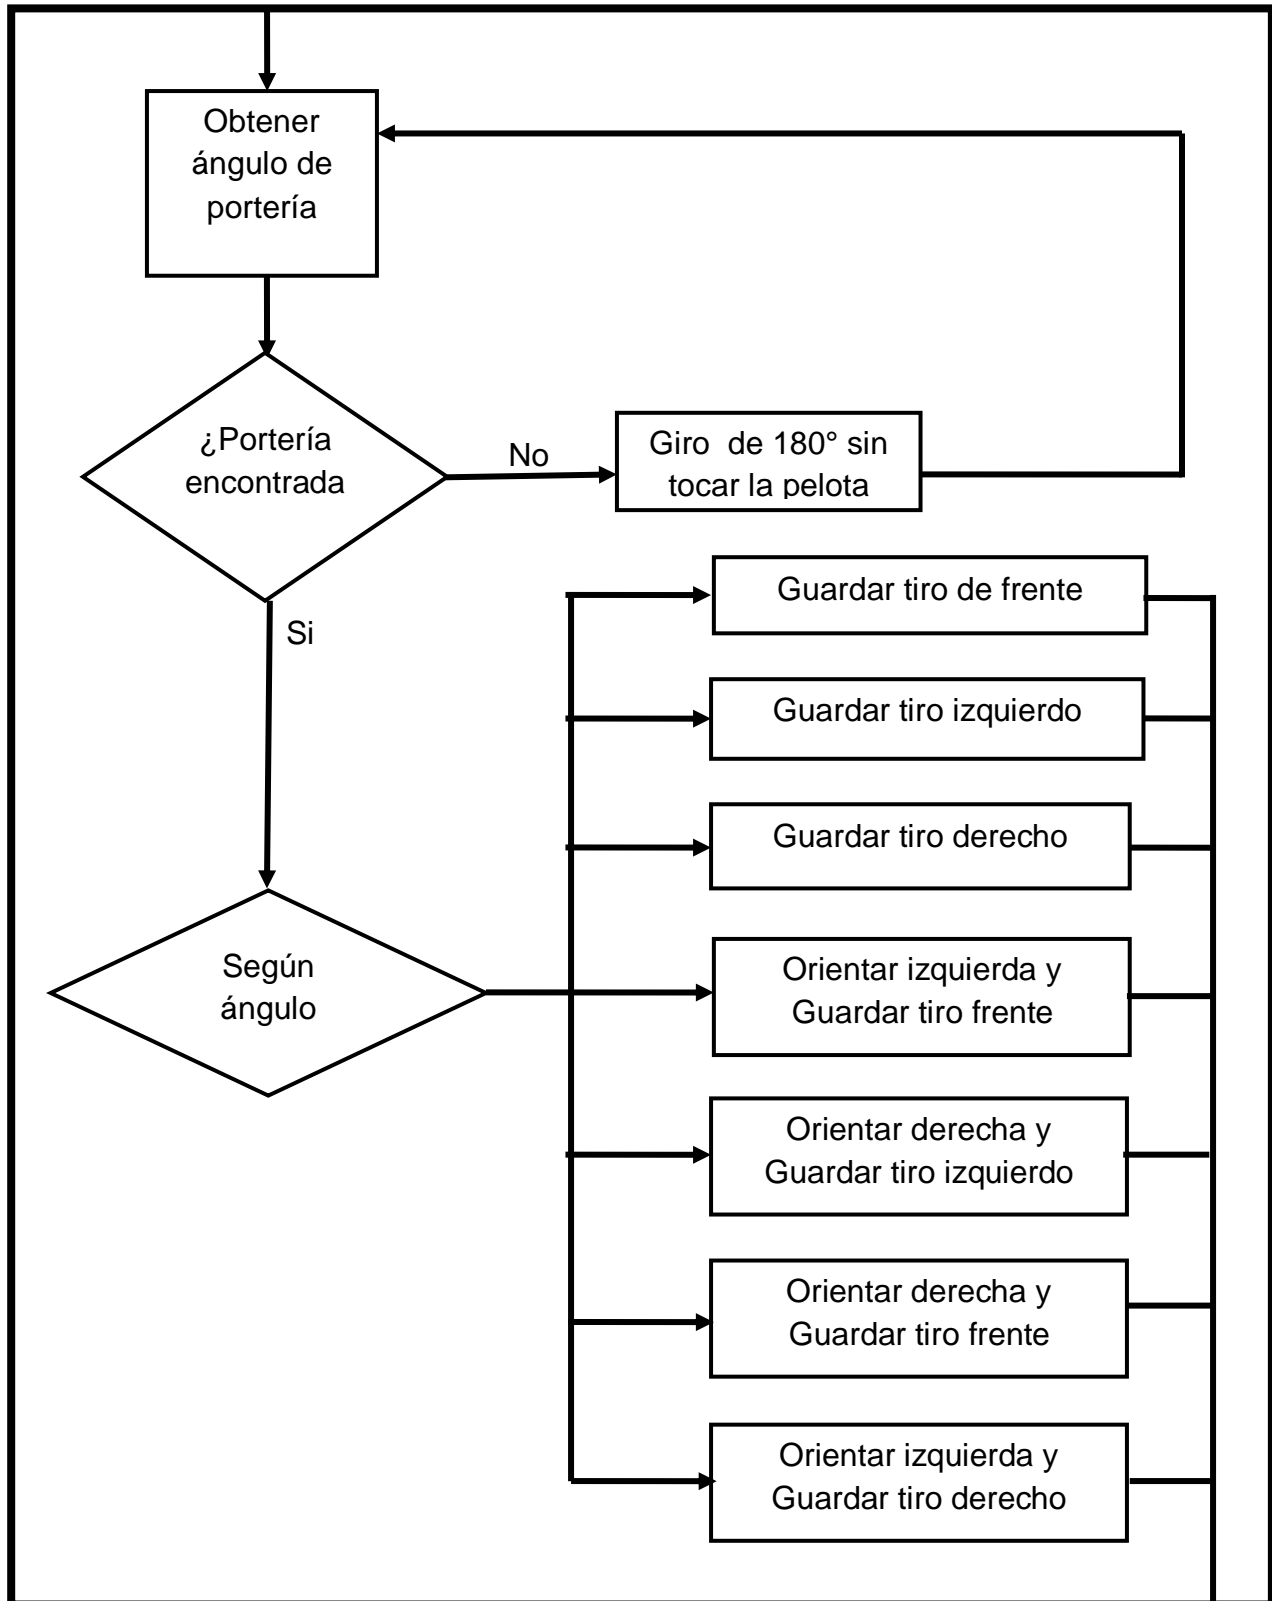 Obtener
ángulo de
portería
¿Portería
encontrada
No
Giro  de 180° sin
tocar la pelota
Si
Guardar tiro de frente
Guardar tiro izquierdo
Guardar tiro derecho
Según
ángulo
Orientar izquierda y
Guardar tiro frente
Orientar derecha y
Guardar tiro izquierdo
Orientar derecha y
Guardar tiro frente
Orientar izquierda y
Guardar tiro derecho